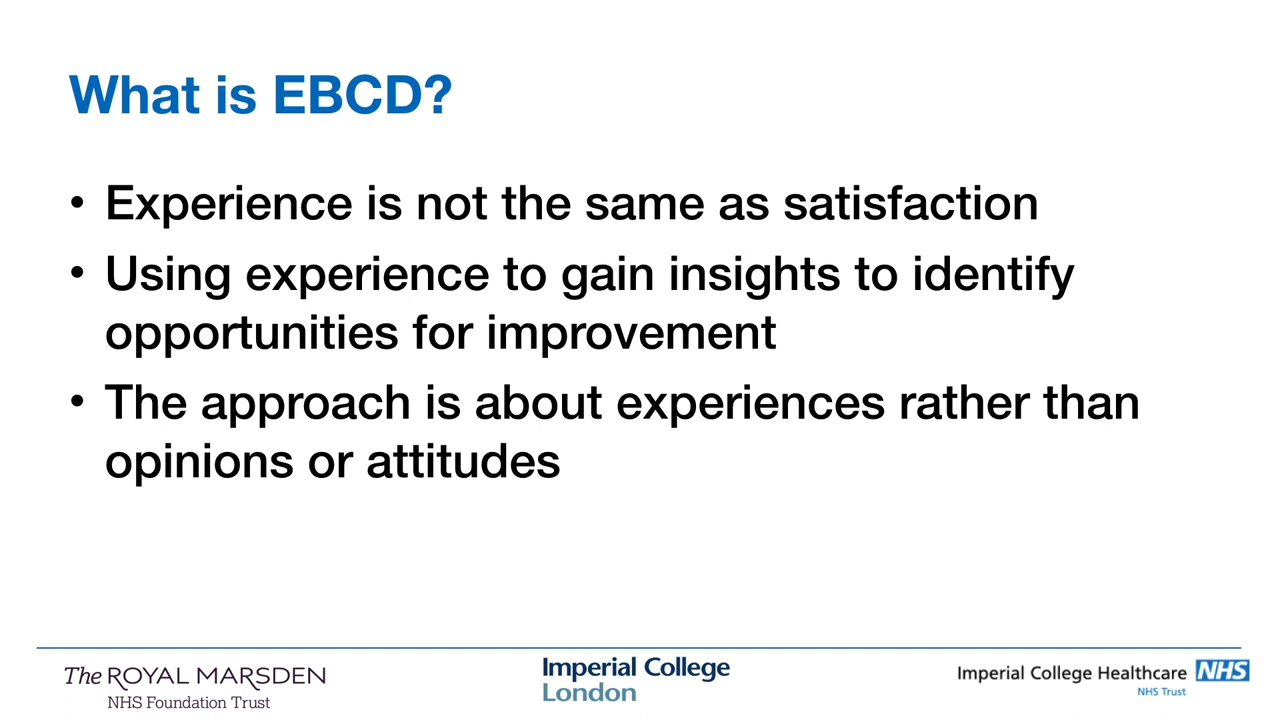 What is EBCD?
• Experience is not the same as satisfaction
• Using experience to gain insights to identify
opportunities for improvement
• The approach is about experiences rather than
opinions or attitudes
The ROYAL MARSDEN
NHS Foundation Trust
Imperial College
London
Imperial College Healthcare NHS
NHS Trust